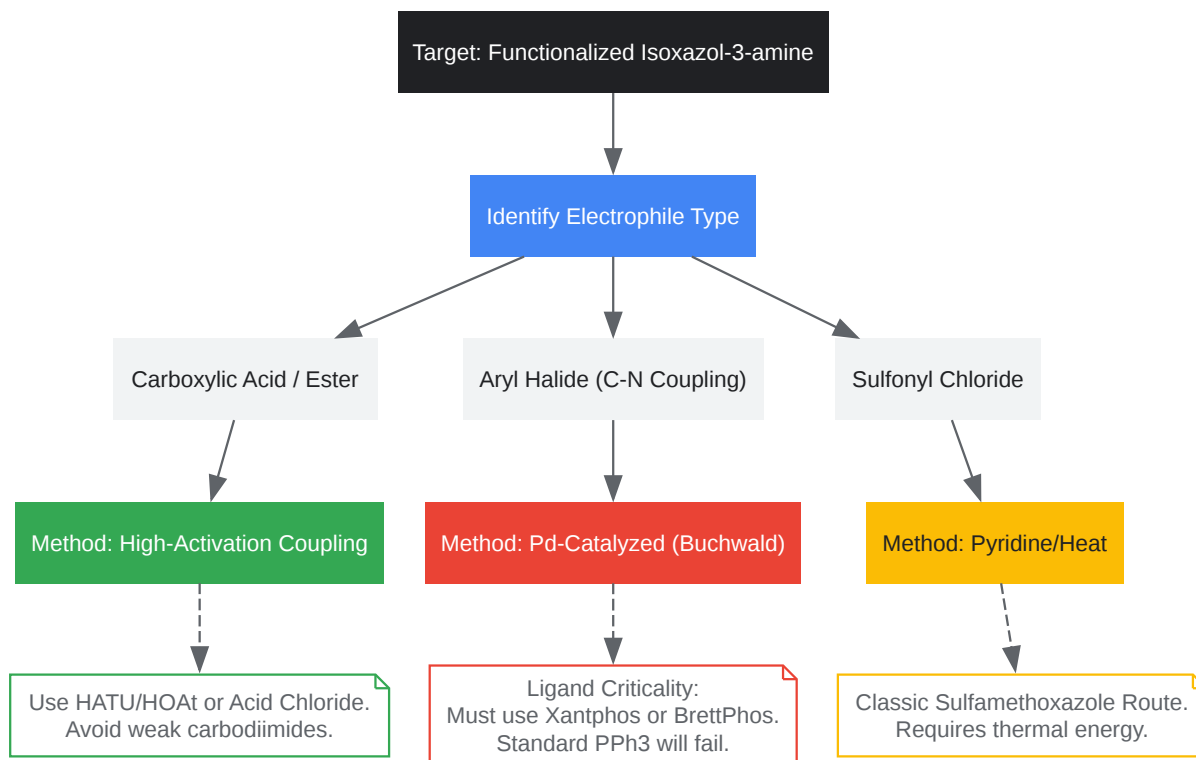 Target: Functionalized Isoxazol-3-amine
Identify Electrophile Type
Carboxylic Acid / Ester
Aryl Halide (C-N Coupling)
Sulfonyl Chloride
Method: High-Activation Coupling
Method: Pd-Catalyzed (Buchwald)
Method: Pyridine/Heat
Use HATU/HOAt or Acid Chloride.
Avoid weak carbodiimides.
Ligand Criticality:
Must use Xantphos or BrettPhos.
Standard PPh3 will fail.
Classic Sulfamethoxazole Route.
Requires thermal energy.